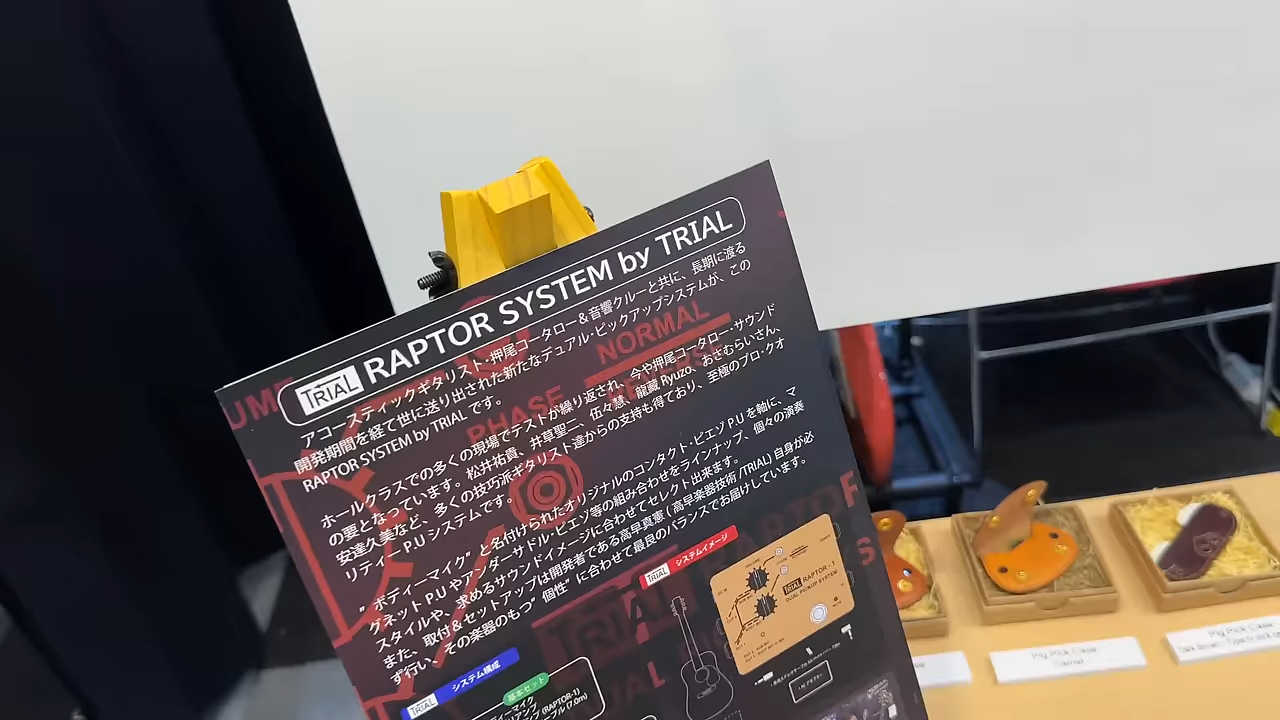 TRIAL RAPTOR SYSTEM by TRIAL
アコースティックギタリスト・押尾コータロー&音響クルーと共に、長期に渡る
開発期間を経て世に送り出された新たなデュアル・ピックアップシステムが、この
RAPTOR SYSTEM by TRIAL です。
ホールクラスでの多くの現場でテストが繰り返され、今や押尾コータロー・サウンド
の要となっています。松井祐貴、井草聖二、伍々慧、龍藏 Ryuzo、おさむらいさん、
安達久美など、多くの技巧派ギタリスト達からの支持も得ており、至極のプロ・クオ
リティー P.U システムです。
"ボディーマイク" と名付けられたオリジナルのコンタクト・ピエゾ P.U を軸に、マ
グネット P.U やアンダーサドル・ピエゾ等の組み合わせをラインナップ、個々の演奏
スタイルや、求めるサウンドイメージに合わせてセレクト出来ます。
また、取付&セットアップは開発者である高早真憲 (高早楽器技術 / TRIAL) 自身が必
ず行い、その楽器のもつ "個性" に合わせて最良のバランスでお届けしています。
NORMAL
PHASE
TRIAL システムイメージ
TRIAL RAPTOR-1
DUAL PICKUP SYSTEM
TRIAL システム構成
基本セット
Pig Pick Case
Pig Pick Case